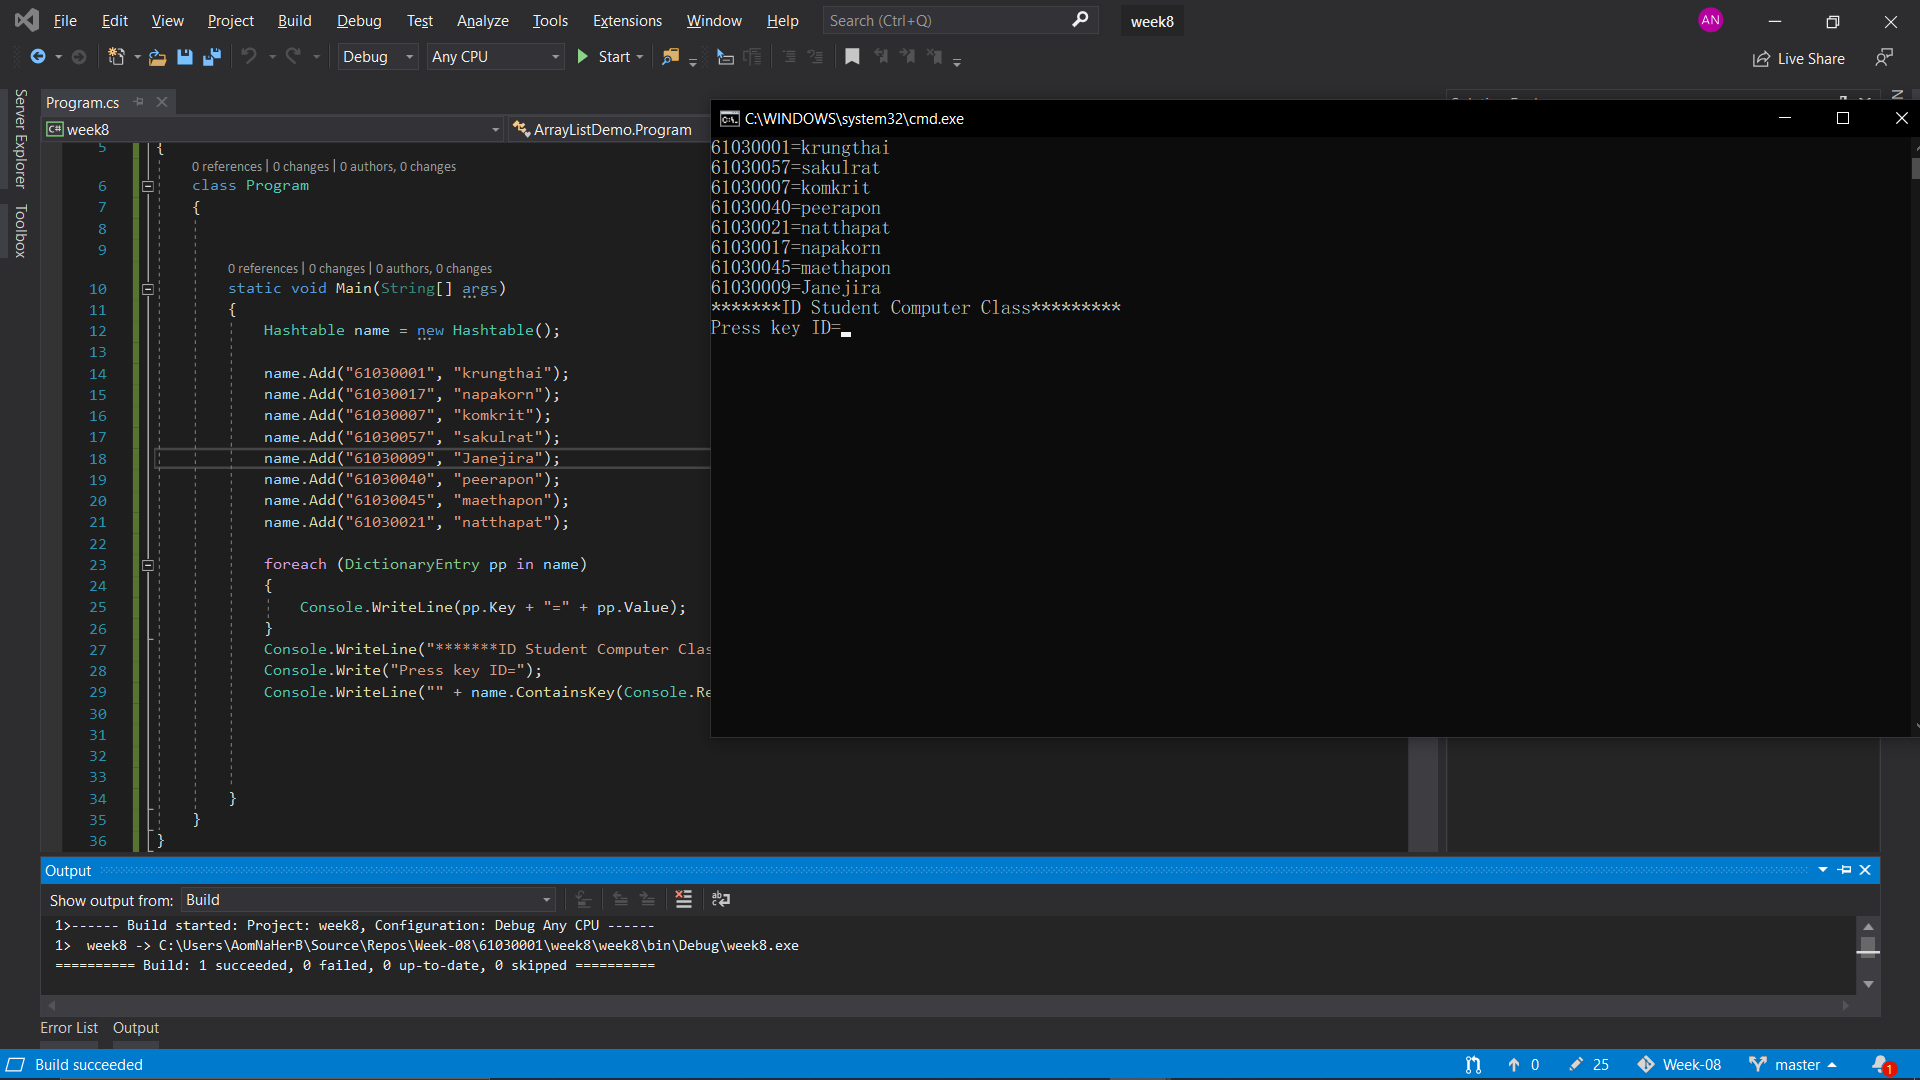 File Edit View Project Build Debug Test Analyze Tools Extensions Window Help Search (Ctrl+Q) week8 AN
Debug Any CPU Start Live Share
Server Explorer
Toolbox
Program.cs
C# week8 ArrayListDemo.Program
5 {
0 references | 0 changes | 0 authors, 0 changes
6 class Program
7 {
8
9
0 references | 0 changes | 0 authors, 0 changes
10 static void Main(String[] args)
11 {
12 Hashtable name = new Hashtable();
13
14 name.Add("61030001", "krungthai");
15 name.Add("61030017", "napakorn");
16 name.Add("61030007", "komkrit");
17 name.Add("61030057", "sakulrat");
18 name.Add("61030009", "Janejira");
19 name.Add("61030040", "peerapon");
20 name.Add("61030045", "maethapon");
21 name.Add("61030021", "natthapat");
22
23 foreach (DictionaryEntry pp in name)
24 {
25 Console.WriteLine(pp.Key + "=" + pp.Value);
26 }
27 Console.WriteLine("*******ID Student Computer Clas
28 Console.Write("Press key ID=");
29 Console.WriteLine("" + name.ContainsKey(Console.Re
30
31
32
33
34 }
35 }
36 }
C:\WINDOWS\system32\cmd.exe
61030001=krungthai
61030057=sakulrat
61030007=komkrit
61030040=peerapon
61030021=natthapat
61030017=napakorn
61030045=maethapon
61030009=Janejira
*******ID Student Computer Class*********
Press key ID=
Output
Show output from: Build
1>------ Build started: Project: week8, Configuration: Debug Any CPU ------
1> week8 -> C:\Users\AomNaHerB\Source\Repos\Week-08\61030001\week8\week8\bin\Debug\week8.exe
========== Build: 1 succeeded, 0 failed, 0 up-to-date, 0 skipped ==========
Error List Output
Build succeeded 0 25 Week-08 master 1